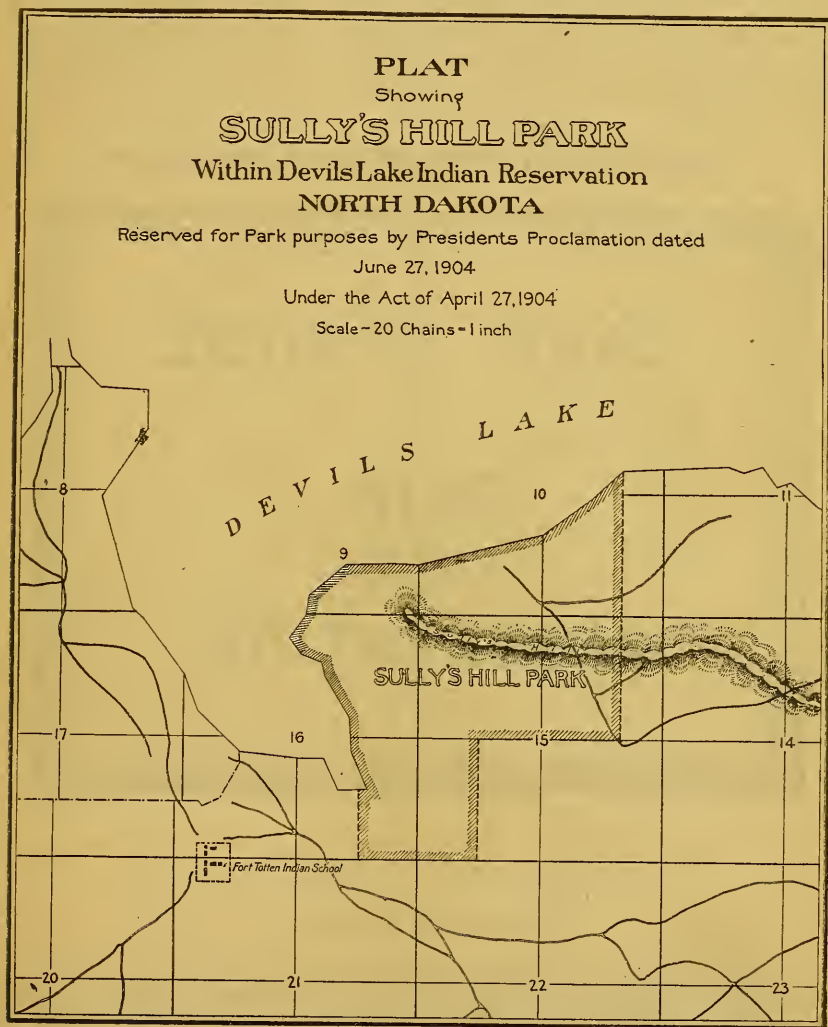 PLAT
Showing
SULLY'S HILL PARK
Within Devils Lake Indian Reservation
NORTH DAKOTA
Reserved for Park purposes by Presidents Proclamation dated
June 27, 1904
Under the Act of April 27, 1904
Scale-20 Chains=1 inch
DEVILS LAKE
8
10
11
9
SULLY'S HILL PARK
17
16
15
14
Fort Totten Indian School
20
21
22
23